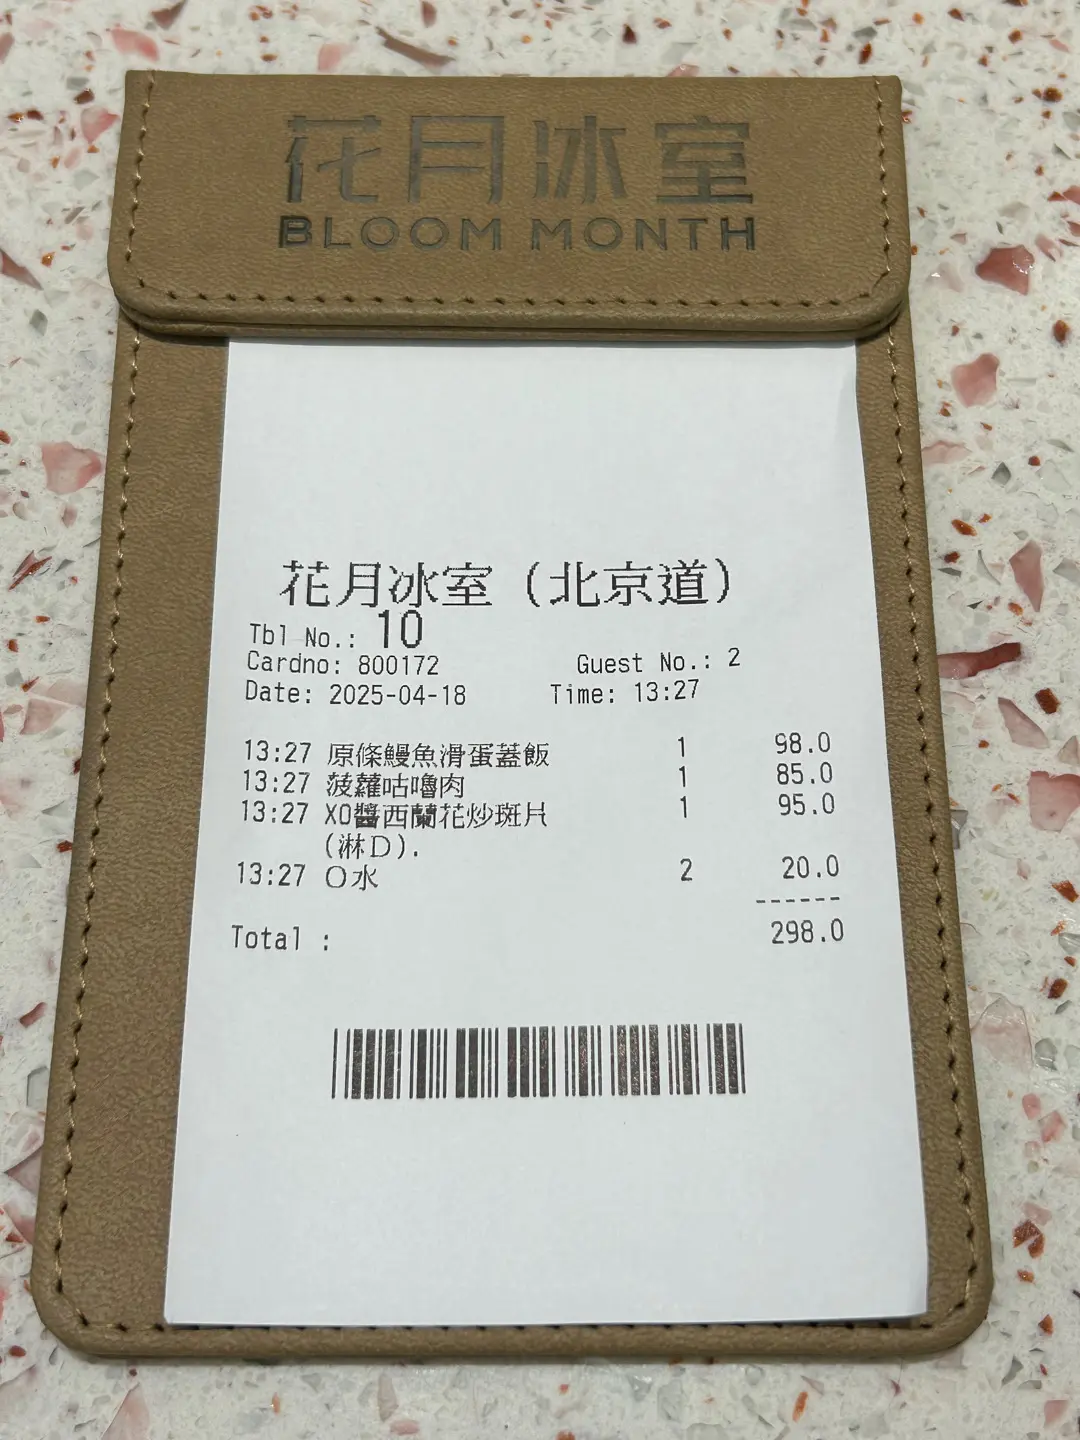 花月冰室
BLOOM MONTH
花月冰室（北京道）
Tbl No.: 10
Cardno: 800172 Guest No.: 2
Date: 2025-04-18 Time: 13:27
13:27 原條鰻魚滑蛋蓋飯 1 98.0
13:27 菠蘿咕嚕肉 1 85.0
13:27 XO醬西蘭花炒斑片 1 95.0
(淋D).
13:27 O水 2 20.0
------
Total : 298.0